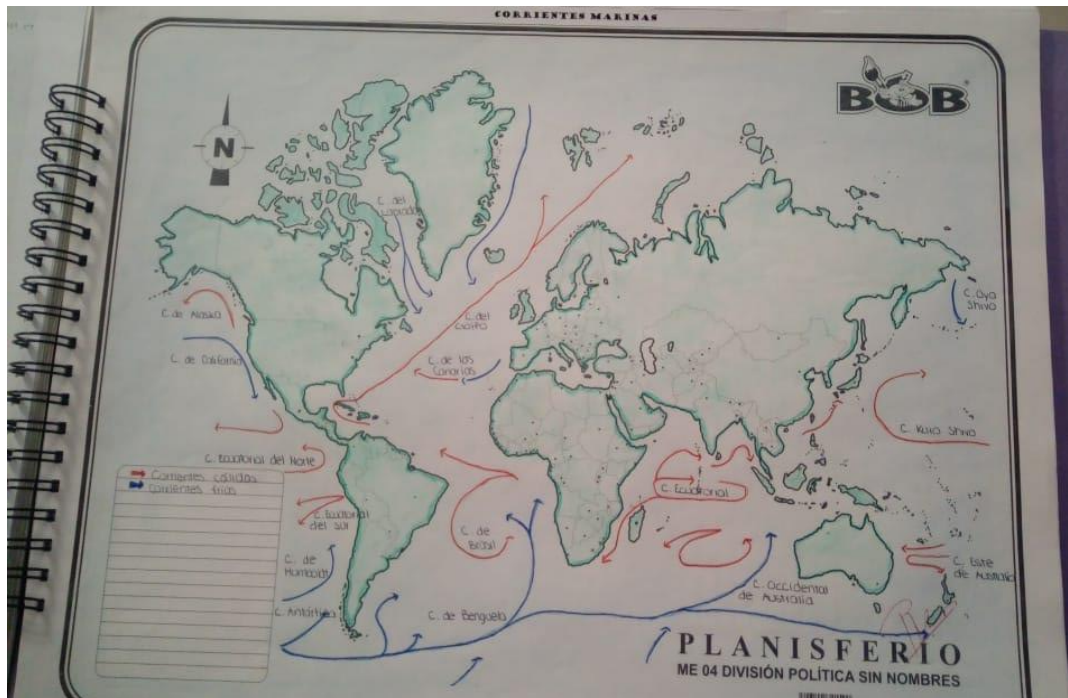 CORRIENTES MARINAS
BOB
N
C. del
Labrador
C. de Alaska
C. de California
C. del
Golfo
C. de las
Canarias
C. Oya
Shivo
C. Kuro Shivo
C. Ecuatorial del Norte
Corrientes cálidas
Corrientes frías
C. Ecuatorial
del sur
C. Ecuatorial
C. de
Brasil
C. de
Humboldt
C. Este
de Australia
C. Antártica
C. de Benguela
C. Occidental
de Australia
PLANISFERIO
ME 04 DIVISIÓN POLÍTICA SIN NOMBRES